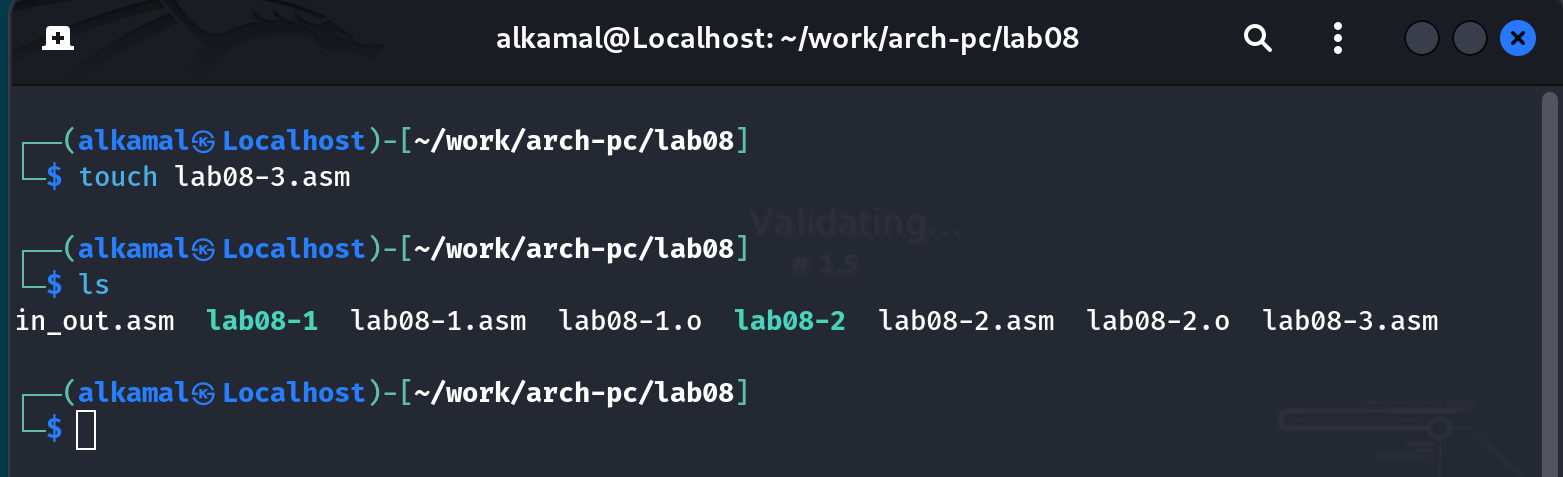 alkamal@Localhost: ~/work/arch-pc/lab08
┌──(alkamal㉿Localhost)-[~/work/arch-pc/lab08]
└─$ touch lab08-3.asm
Validating...
┌──(alkamal㉿Localhost)-[~/work/arch-pc/lab08]
# 1.5
└─$ ls
in_out.asm  lab08-1  lab08-1.asm  lab08-1.o  lab08-2  lab08-2.asm  lab08-2.o  lab08-3.asm
┌──(alkamal㉿Localhost)-[~/work/arch-pc/lab08]
└─$